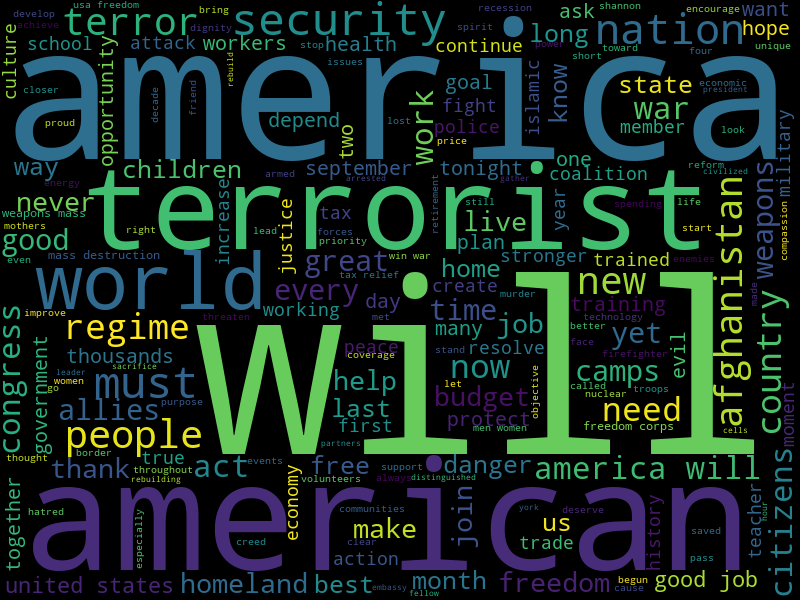 usa freedom
bring
dignity
spirit
recession
encourage
shannon
develop
achieve
terror
security
nation
power
toward
four
unique
culture
school
attack
workers
stop
health
continue
long
ask
short
want
hope
issues
rebuild
america
closer
decade
friend
opportunity
proud
depend
lost
two
goal
fight
police
price
work
islamic
know
state
war
member
economic
president
look
military
way
children
september
tonight
one
coalition
reform
civilized
energy
armed
arrested
gather
never
terrorist
weapons mass
mothers
good
right
increase
lead
justice
tax
forces
priority
retirement
still
live
plan
year
spending
life
start
enemies
afghanistan
weapons
compassion
even
mass destruction
world
great
win war
tax relief
home
stronger
trained
every
working
day
met
create
murder
new
made
improve
regime
threaten
time
training
technology
better
many
job
yet
country
congress
government
thousands
peace
coverage
stand
resolve
face
firefighter
evil
leader
women
go
sacrifice
must
will
help
now
let
objective
called
camps
nuclear
troops
allies
purpose
last
first
budget
protect
men women
need
freedom corps
cells
moment
people
border
thought
true
partners
thank
throughout
rebuilding
act
events
free
volunteers
support
always
danger
distinguished
america will
citizens
together
hatred
especially
american
creed
economy
communities
clear
action
make
join
york
us
trade
deserve
history
saved
pass
teacher
hour
united states
homeland
best
embassy
fellow
month
freedom
begun
cause
good job